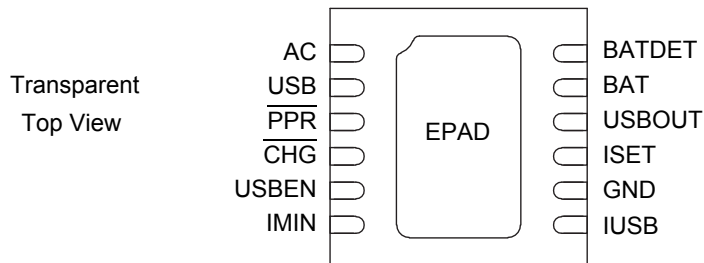 Transparent
Top View
AC
USB
PPR
CHG
USBEN
IMIN
EPAD
BATDET
BAT
USBOUT
ISET
GND
IUSB